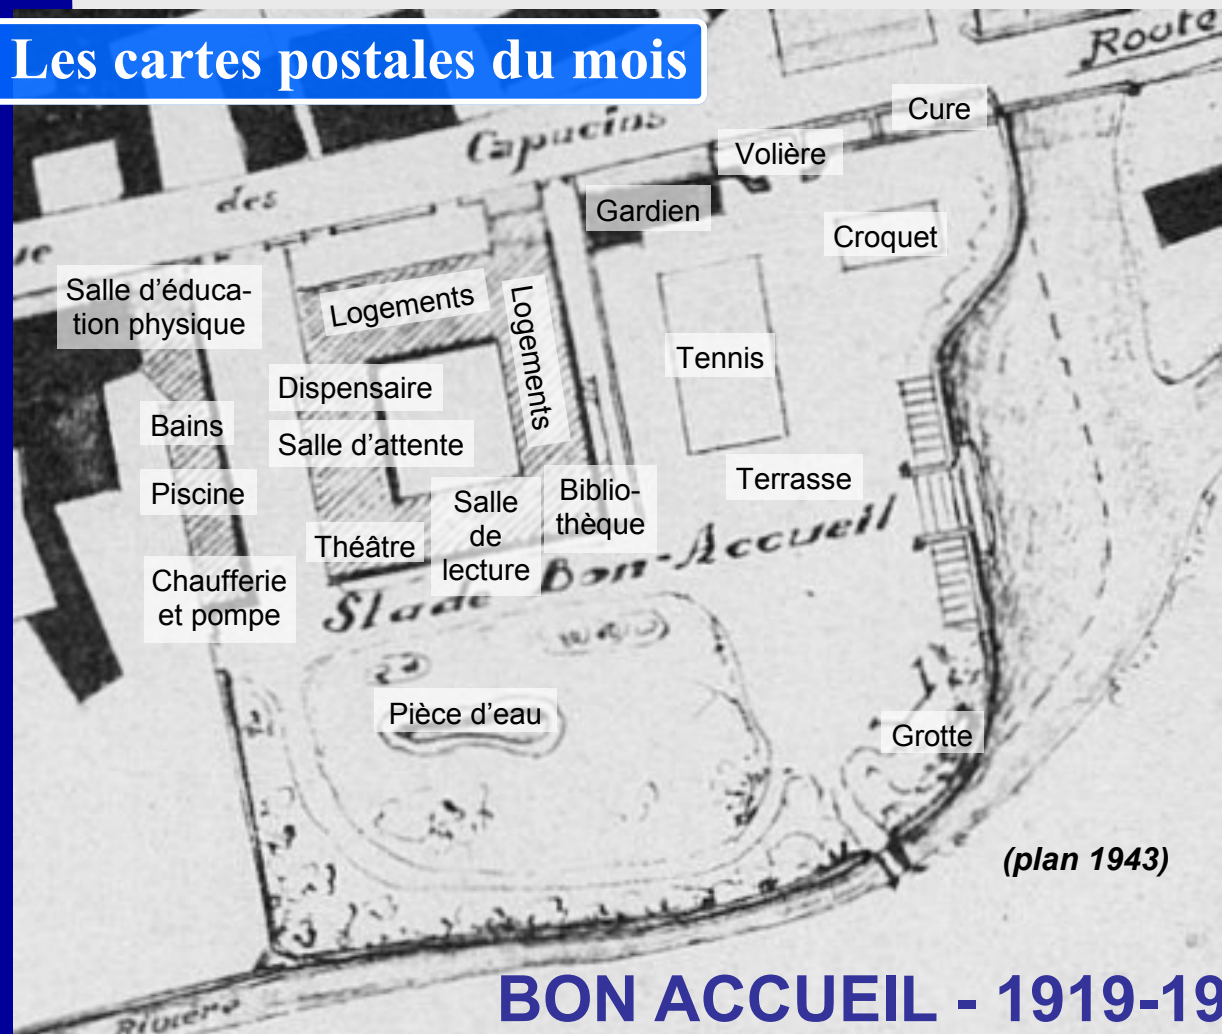 Les cartes postales du mois
Route
Cure
Capucins
Volière
des
Gardien
Croquet
Salle d'éduca-
tion physique
Logements
Logements
Tennis
Dispensaire
Bains
Salle d'attente
Terrasse
Piscine
Salle
de
lecture
Biblio-
thèque
Théâtre
Chaufferie
et pompe
Stade Bon-Accueil
Pièce d'eau
Grotte
(plan 1943)
BON ACCUEIL - 1919-19
Rivière